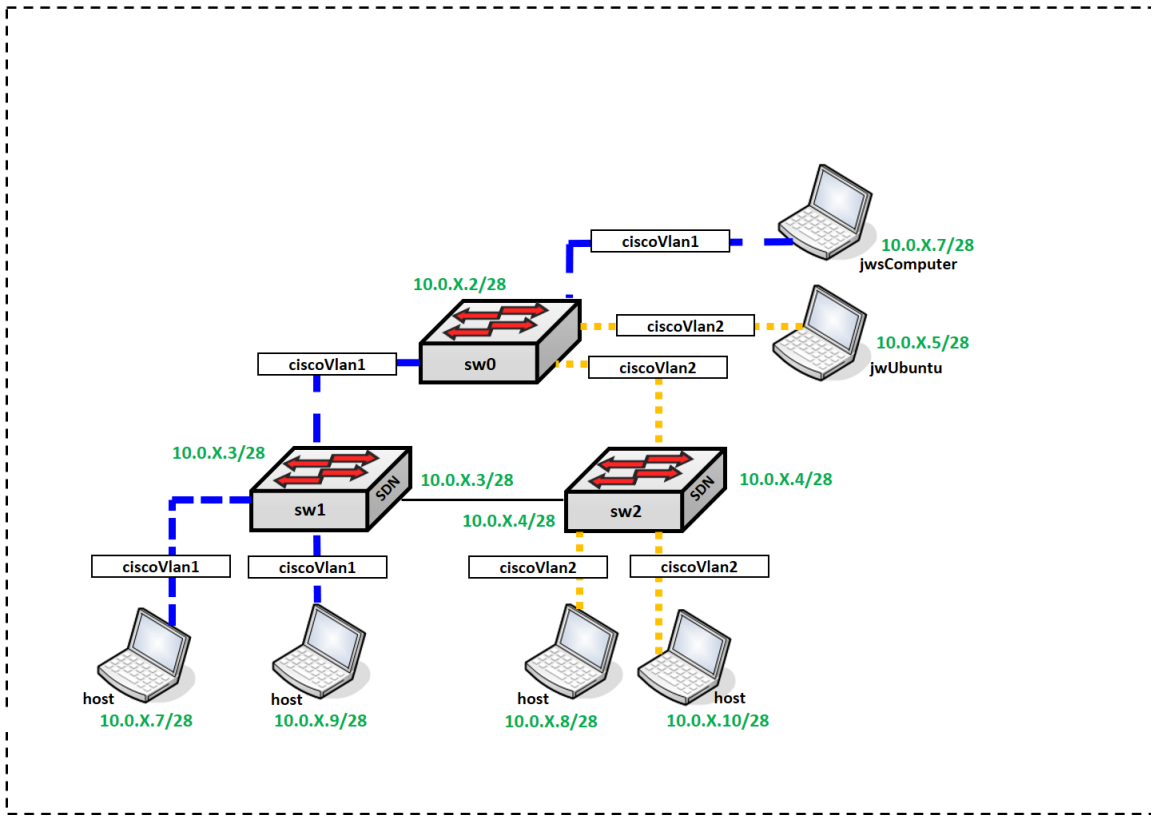 ciscoVlan1
10.0.X.7/28
jwsComputer
10.0.X.2/28
ciscoVlan2
10.0.X.5/28
jwUbuntu
ciscoVlan1
sw0
ciscoVlan2
10.0.X.3/28
SDN
sw1
10.0.X.3/28
10.0.X.4/28
SDN
sw2
10.0.X.4/28
ciscoVlan1
ciscoVlan1
ciscoVlan2
ciscoVlan2
host
10.0.X.7/28
host
10.0.X.9/28
host
10.0.X.8/28
host
10.0.X.10/28